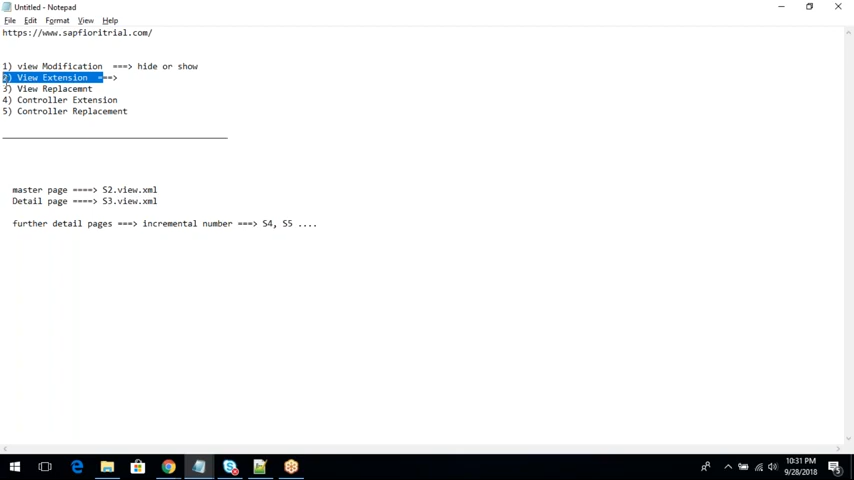 Untitled - Notepad
File Edit Format View Help
https://www.sapfioritrial.com/
1) view Modification ===> hide or show
2) View Extension ===>
3) View Replacemnt
4) Controller Extension
5) Controller Replacement
master page ====> S2.view.xml
Detail page ====> S3.view.xml
further detail pages ===> incremental number ===> S4, S5 ....
10:31 PM
9/28/2018